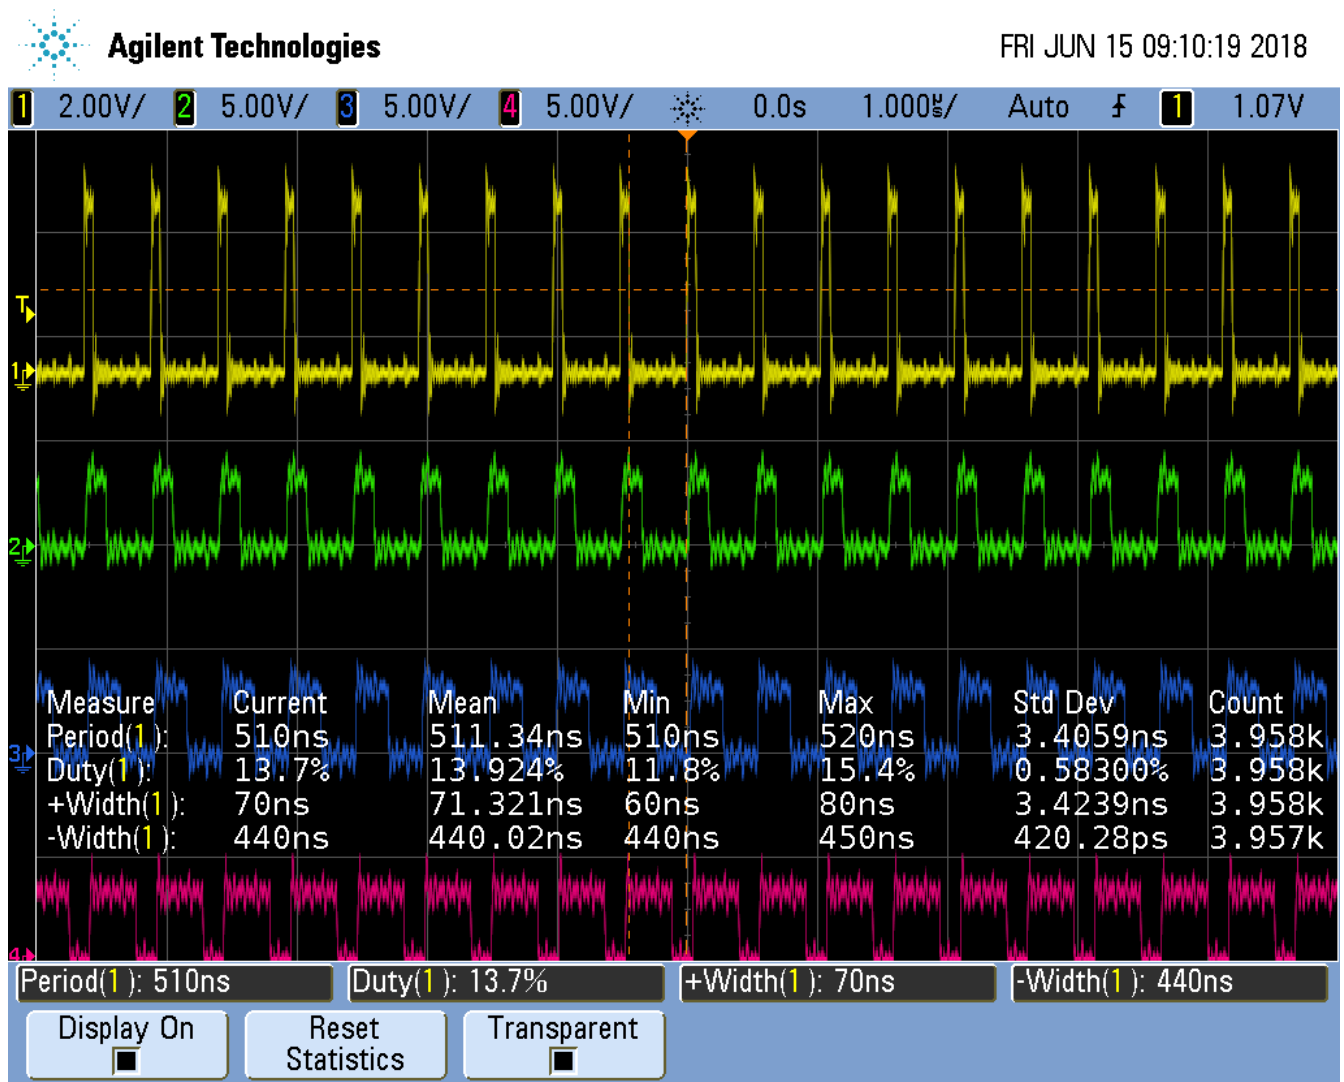 Agilent Technologies FRI JUN 15 09:10:19 2018
1 2.00V/ 2 5.00V/ 3 5.00V/ 4 5.00V/ 0.0s 1.000µs/ Auto 1 1.07V
T
1
2
3
Measure Current Mean Min Max Std Dev Count
Period(1): 510ns 511.34ns 510ns 520ns 3.4059ns 3.958k
Duty(1): 13.7% 13.924% 11.8% 15.4% 0.58300% 3.958k
+Width(1): 70ns 71.321ns 60ns 80ns 3.4239ns 3.958k
-Width(1): 440ns 440.02ns 440ns 450ns 420.28ps 3.957k
4
Period(1): 510ns Duty(1): 13.7% +Width(1): 70ns -Width(1): 440ns
Display On Reset Statistics Transparent